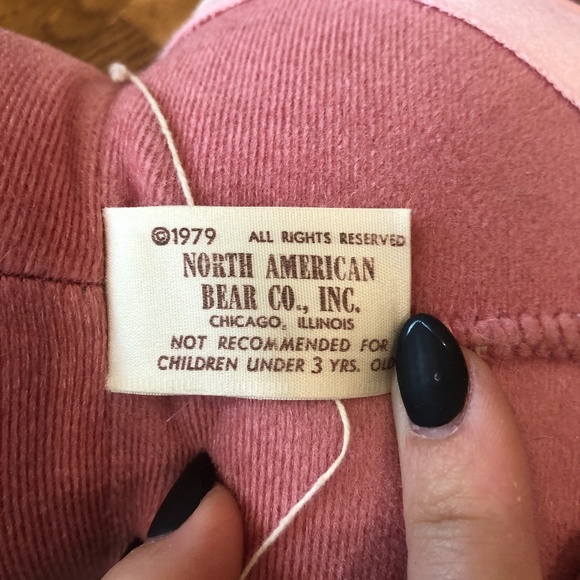 ©1979 ALL RIGHTS RESERVED
NORTH AMERICAN
BEAR CO., INC.
CHICAGO, ILLINOIS
NOT RECOMMENDED FOR
CHILDREN UNDER 3 YRS. OLD